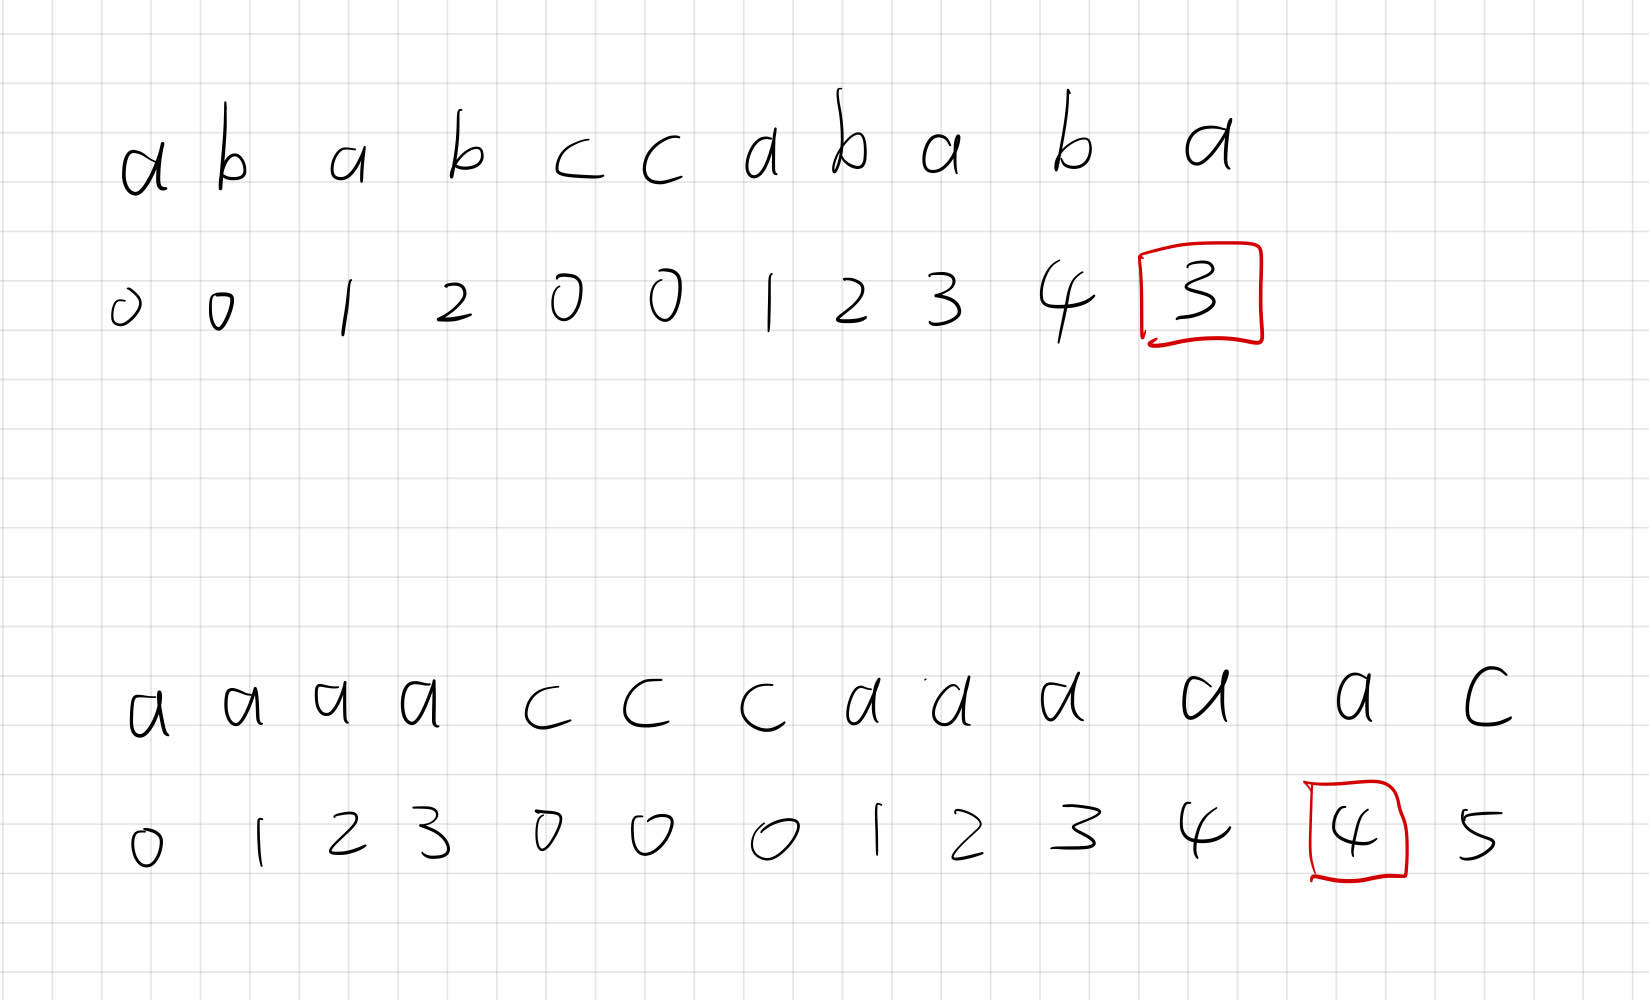 a b a b c c a b a b a
0 0 1 2 0 0 1 2 3 4 3
a a a a c c c a a a a a c
0 1 2 3 0 0 0 1 2 3 4 4 5